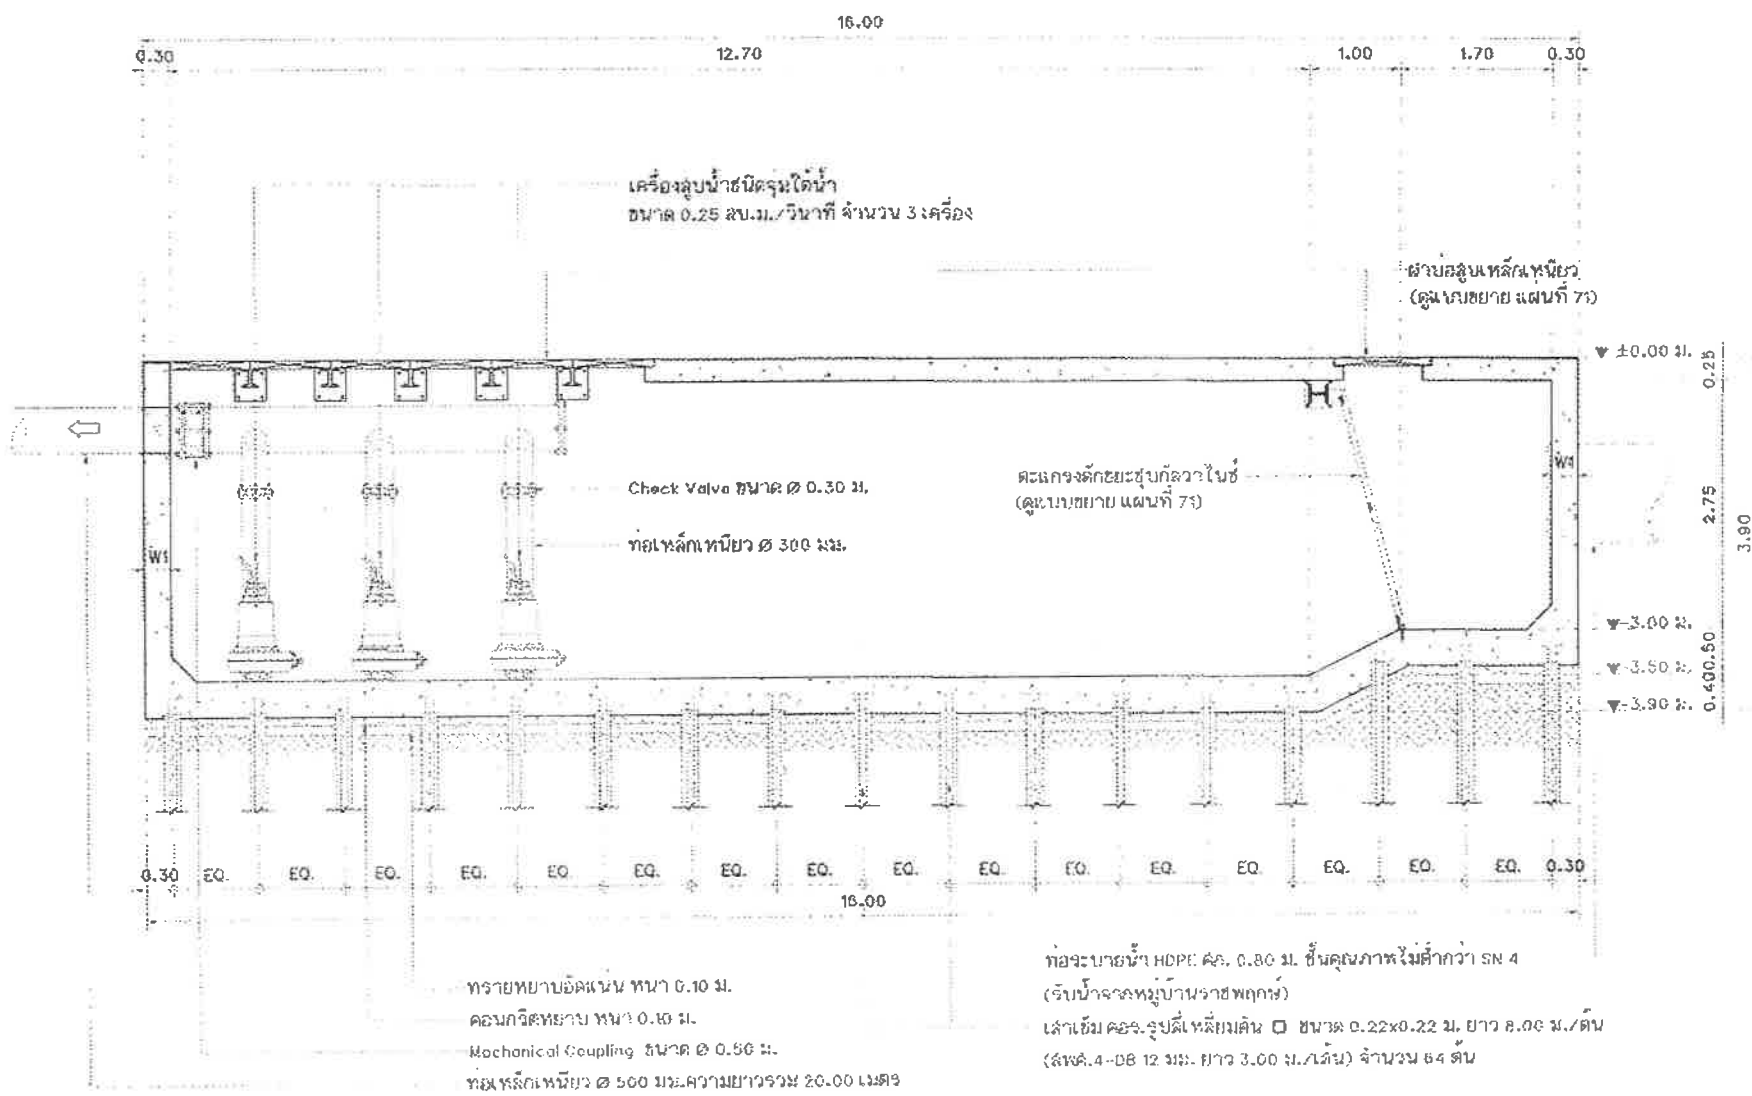 16.00
0.30
12.70
1.00
1.70
0.30
เครื่องสูบน้ำชนิดจุ่มใต้น้ำ
ขนาด 0.25 ลบ.ม./วินาที จำนวน 3 เครื่อง
ฝาบ่อสูบเหล็กเหนียว
(ดูแบบขยาย แผ่นที่ 71)
±0.00 ม.
0.25
ตะแกรงดักขยะชุบกัลวาไนซ์
(ดูแบบขยาย แผ่นที่ 71)
W1
Check Valve ขนาด Ø 0.30 ม.
2.75
3.90
ท่อเหล็กเหนียว Ø 300 มม.
W1
-3.00 ม.
0.50
-3.50 ม.
0.40
-3.90 ม.
0.30 EQ. EQ. EQ. EQ. EQ. EQ. EQ. EQ. EQ. EQ. EQ. EQ. EQ. EQ. EQ. EQ. 0.30
16.00
ทรายหยาบอัดแน่น หนา 0.10 ม.
คอนกรีตหยาบ หนา 0.10 ม.
Mechanical Coupling ขนาด Ø 0.50 ม.
ท่อเหล็กเหนียว Ø 500 มม.ความยาวรวม 20.00 เมตร
ท่อระบายน้ำ HDPE ศก. 0.80 ม. ชั้นคุณภาพไม่ต่ำกว่า SN 4
(รับน้ำจากหมู่บ้านราชพฤกษ์)
เสาเข็ม คอร.รูปสี่เหลี่ยมตัน ขนาด 0.22x0.22 ม. ยาว 8.00 ม./ต้น
4-DB 12 มม. ยาว 3.00 ม. จำนวน 64 ต้น